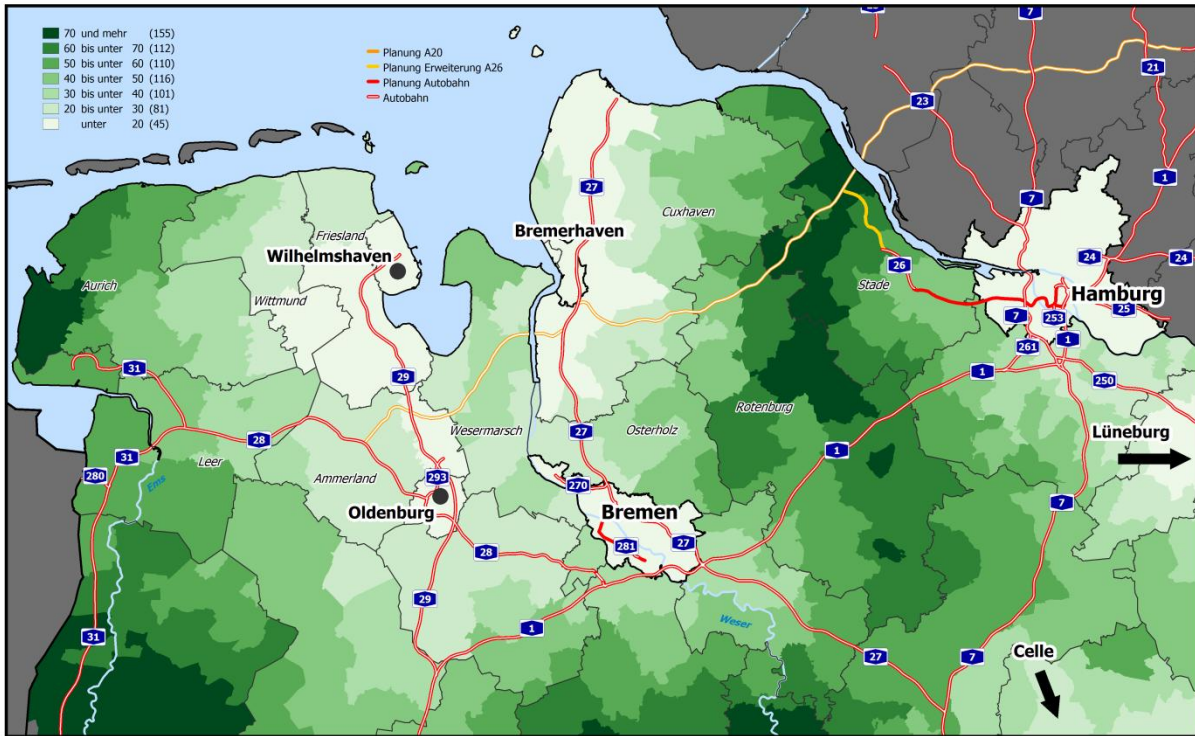 70 und mehr (155)
60 bis unter 70 (112)
50 bis unter 60 (110)
40 bis unter 50 (116)
30 bis unter 40 (101)
20 bis unter 30 (81)
unter 20 (45)
Planung A20
Planung Erweiterung A26
Planung Autobahn
Autobahn
7
21
23
1
27
7
Cuxhaven
Bremerhaven
Friesland
Wilhelmshaven
24
24
26
Aurich
Stade
Hamburg
Wittmund
7
253
25
261
1
31
29
1
250
Rotenburg
27
Wesermarsch
Osterholz
Lüneburg
28
1
31
Leer
280
Ammerland
293
270
Ems
7
Oldenburg
Bremen
281
27
28
29
Weser
1
31
Celle
27
7